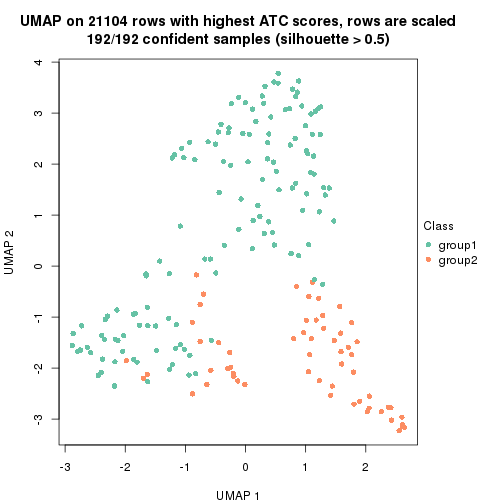 UMAP on 21104 rows with highest ATC scores, rows are scaled
192/192 confident samples (silhouette > 0.5)
4
3
2
1
0
-1
-2
-3
UMAP 2
-3
-2
-1
0
1
2
UMAP 1
Class
group1
group2